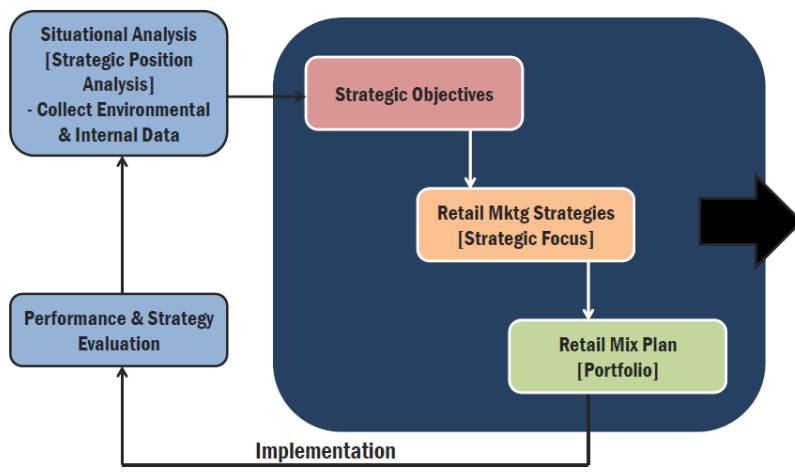 Situational Analysis
[Strategic Position
Analysis]
- Collect Environmental
& Internal Data
Strategic Objectives
Retail Mktg Strategies
[Strategic Focus]
Performance & Strategy
Evaluation
Retail Mix Plan
[Portfolio]
Implementation